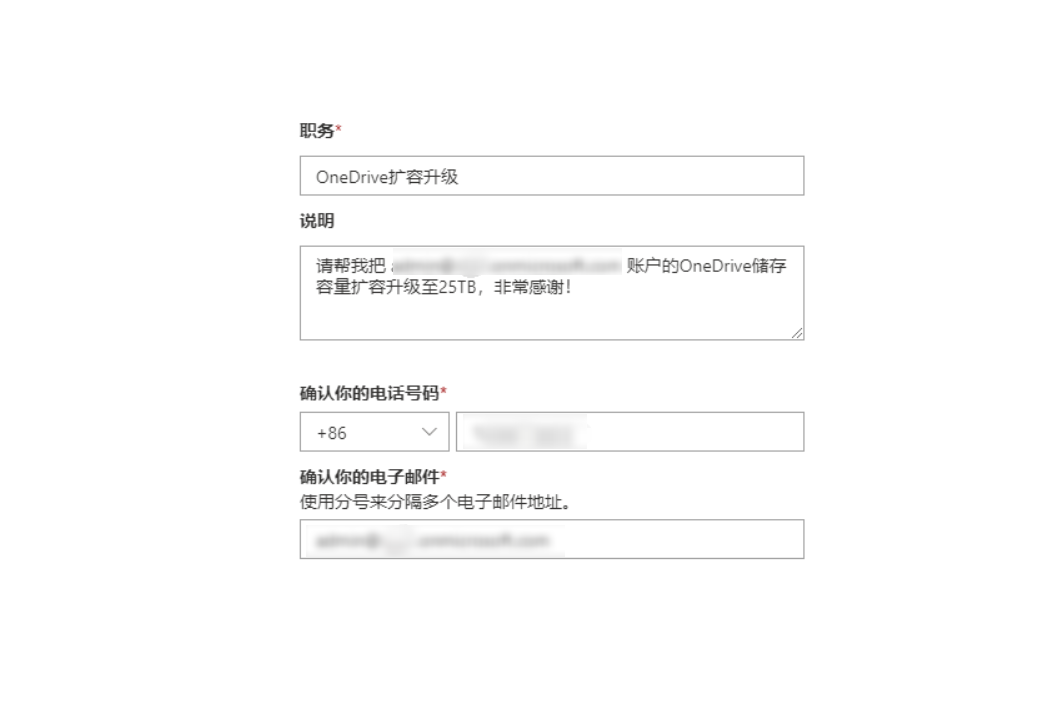 职务*
OneDrive扩容升级
说明
请帮我把 账户的OneDrive储存
容量扩容升级至25TB，非常感谢！
确认你的电话号码*
+86
确认你的电子邮件*
使用分号来分隔多个电子邮件地址。